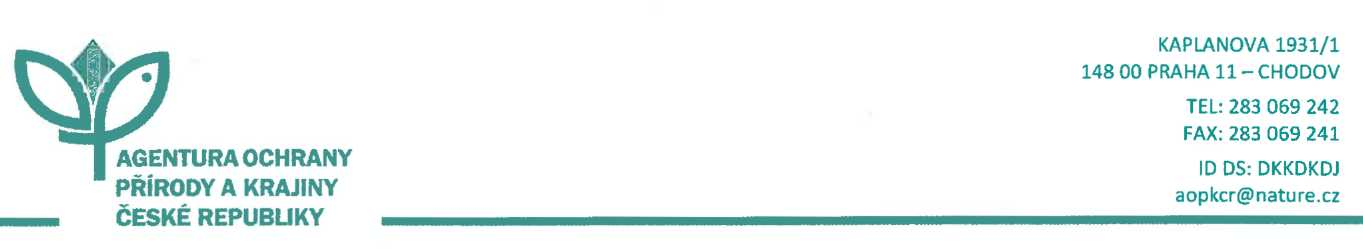 AGENTURA OCHRANY
PŘÍRODY A KRAJINY
ČESKÉ REPUBLIKY
KAPLANOVA 1931/1
148 00 PRAHA 11 – CHODOV
TEL: 283 069 242
FAX: 283 069 241
ID DS: DKKDKDJ
aopkcr@nature.cz